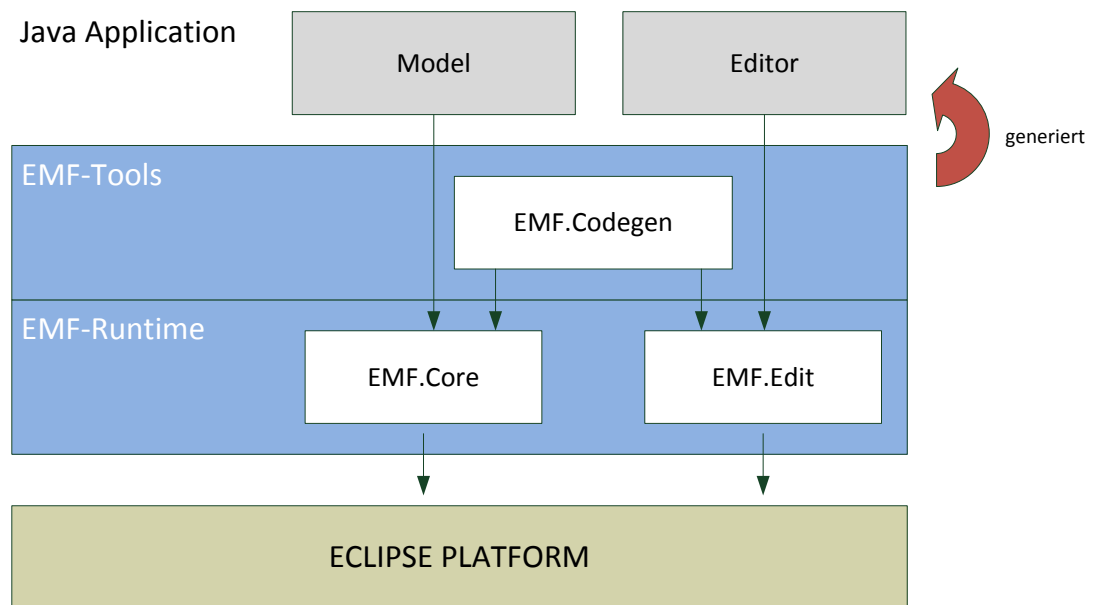 Java Application
Model
Editor
generiert
EMF-Tools
EMF.Codegen
EMF-Runtime
EMF.Core
EMF.Edit
ECLIPSE PLATFORM